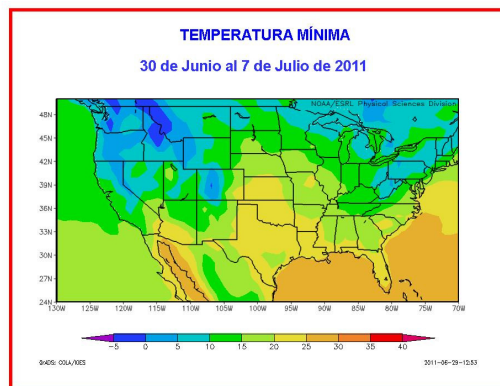 TEMPERATURA MÍNIMA
30 de Junio al 7 de Julio de 2011
NOAA/ESRL Physical Sciences Division
48N
45N
42N
39N
36N
33N
30N
27N
24N
130W 125W 120W 115W 110W 105W 100W 95W 90W 85W 80W 75W 70W
-5 0 5 10 15 20 25 30 35 40
GrADS: COLA/IGES 2011-06-29-12:53